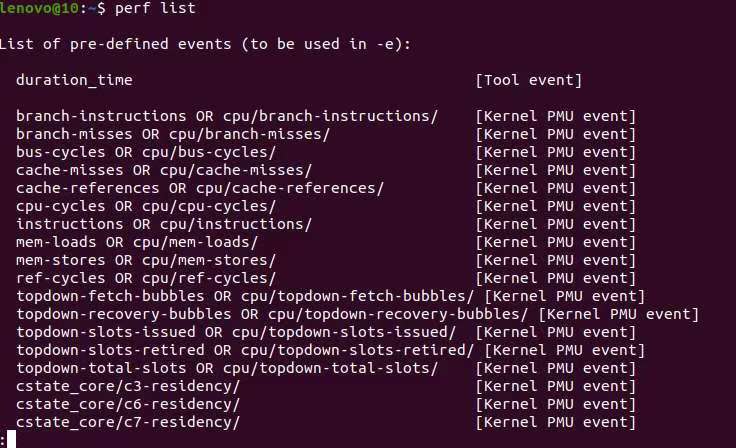 lenovo@10:~$ perf list
List of pre-defined events (to be used in -e):
duration_time [Tool event]
branch-instructions OR cpu/branch-instructions/ [Kernel PMU event]
branch-misses OR cpu/branch-misses/ [Kernel PMU event]
bus-cycles OR cpu/bus-cycles/ [Kernel PMU event]
cache-misses OR cpu/cache-misses/ [Kernel PMU event]
cache-references OR cpu/cache-references/ [Kernel PMU event]
cpu-cycles OR cpu/cpu-cycles/ [Kernel PMU event]
instructions OR cpu/instructions/ [Kernel PMU event]
mem-loads OR cpu/mem-loads/ [Kernel PMU event]
mem-stores OR cpu/mem-stores/ [Kernel PMU event]
ref-cycles OR cpu/ref-cycles/ [Kernel PMU event]
topdown-fetch-bubbles OR cpu/topdown-fetch-bubbles/ [Kernel PMU event]
topdown-recovery-bubbles OR cpu/topdown-recovery-bubbles/ [Kernel PMU event]
topdown-slots-issued OR cpu/topdown-slots-issued/ [Kernel PMU event]
topdown-slots-retired OR cpu/topdown-slots-retired/ [Kernel PMU event]
topdown-total-slots OR cpu/topdown-total-slots/ [Kernel PMU event]
cstate_core/c3-residency/ [Kernel PMU event]
cstate_core/c6-residency/ [Kernel PMU event]
cstate_core/c7-residency/ [Kernel PMU event]
: